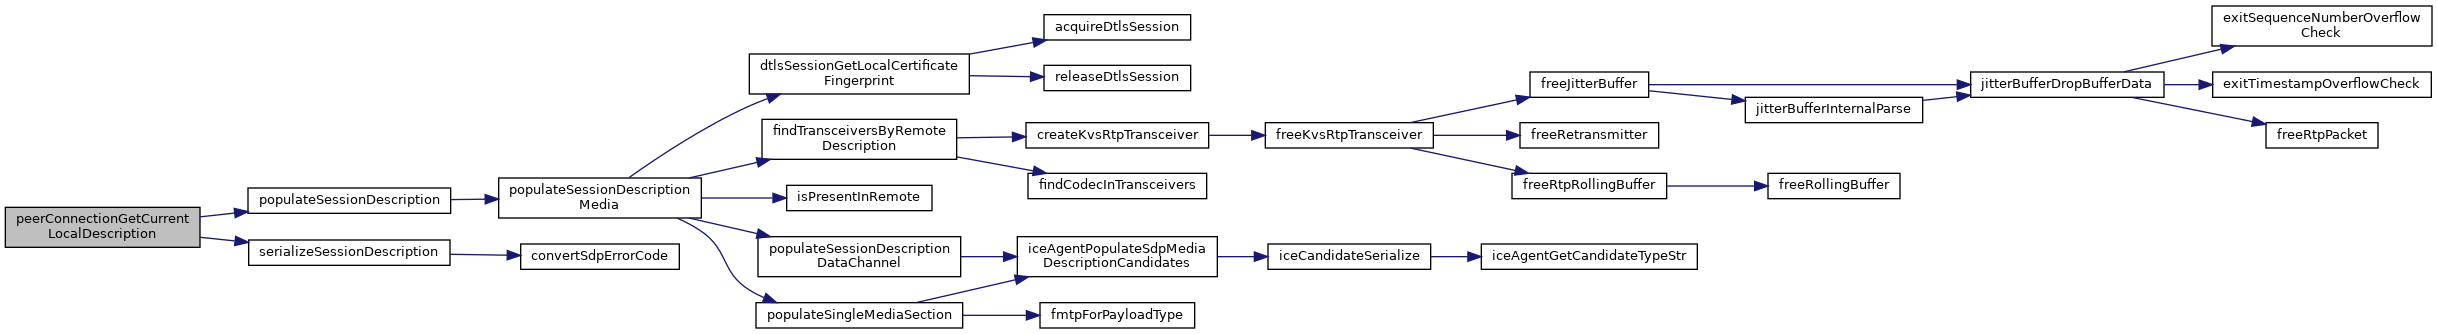 peerConnectionGetCurrent
LocalDescription
populateSessionDescription
serializeSessionDescription
populateSessionDescription
Media
convertSdpErrorCode
dtlsSessionGetLocalCertificate
Fingerprint
findTransceiversByRemote
Description
isPresentInRemote
populateSessionDescription
DataChannel
populateSingleMediaSection
acquireDtlsSession
releaseDtlsSession
createKvsRtpTransceiver
findCodecInTransceivers
iceAgentPopulateSdpMedia
DescriptionCandidates
fmtpForPayloadType
freeKvsRtpTransceiver
iceCandidateSerialize
freeJitterBuffer
freeRetransmitter
freeRtpRollingBuffer
iceAgentGetCandidateTypeStr
jitterBufferInternalParse
freeRollingBuffer
jitterBufferDropBufferData
exitSequenceNumberOverflow
Check
exitTimestampOverflowCheck
freeRtpPacket